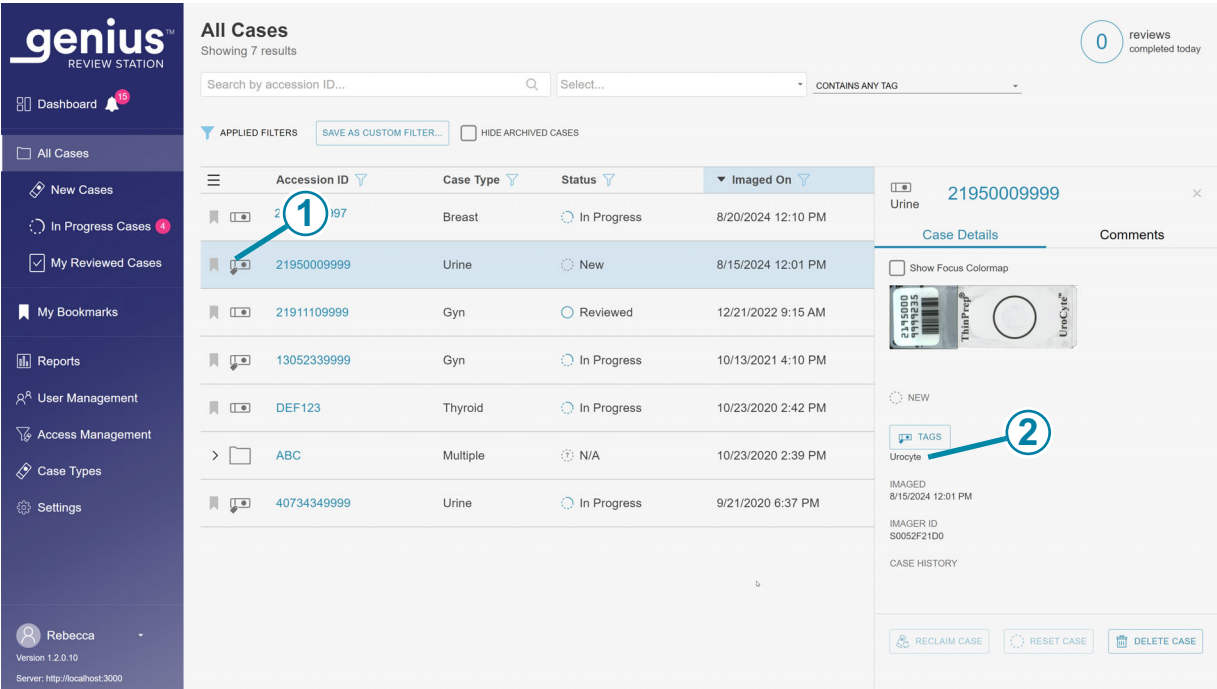 genius™
REVIEW STATION
Dashboard 15
All Cases
New Cases
In Progress Cases 4
My Reviewed Cases
My Bookmarks
Reports
User Management
Access Management
Case Types
Settings
Rebecca
Version 1.2.0.10
Server: http://localhost:3000
All Cases
Showing 7 results
0 reviews
completed today
Search by accession ID... Select... CONTAINS ANY TAG
APPLIED FILTERS SAVE AS CUSTOM FILTER... HIDE ARCHIVED CASES
Accession ID Case Type Status Imaged On
2 997 Breast In Progress 8/20/2024 12:10 PM
1
21950009999 Urine New 8/15/2024 12:01 PM
21911109999 Gyn Reviewed 12/21/2022 9:15 AM
13052339999 Gyn In Progress 10/13/2021 4:10 PM
DEF123 Thyroid In Progress 10/23/2020 2:42 PM
ABC Multiple N/A 10/23/2020 2:39 PM
40734349999 Urine In Progress 9/21/2020 6:37 PM
Urine
21950009999
Case Details Comments
Show Focus Colormap
2195000
9999235
ThinPrep®
UroCyte™
NEW
TAGS
2
Urocyte
IMAGED
8/15/2024 12:01 PM
IMAGER ID
S0052F21D0
CASE HISTORY
RECLAIM CASE RESET CASE DELETE CASE